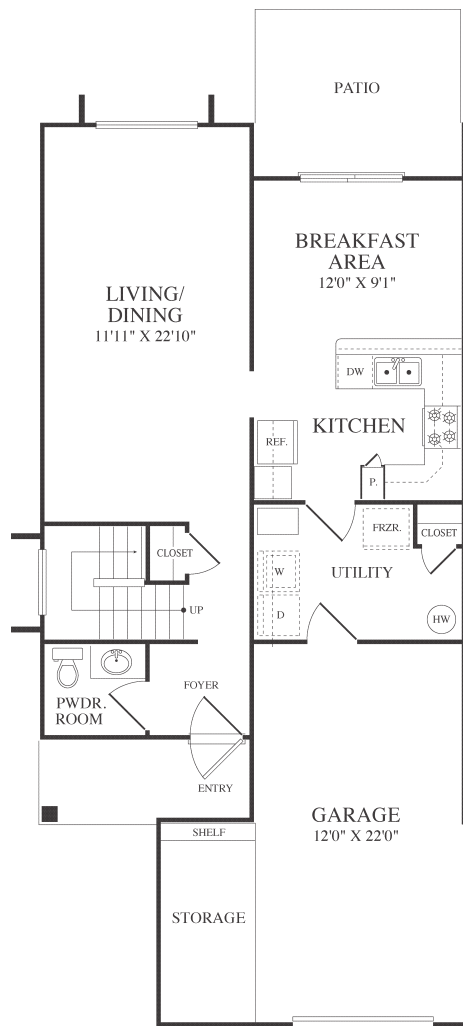 PATIO
BREAKFAST
AREA
12'0" X 9'1"
LIVING/
DINING
11'11" X 22'10"
DW
KITCHEN
REF.
P.
FRZR.
CLOSET
CLOSET
W
UTILITY
UP
D
HW
FOYER
PWDR.
ROOM
ENTRY
GARAGE
12'0" X 22'0"
SHELF
STORAGE